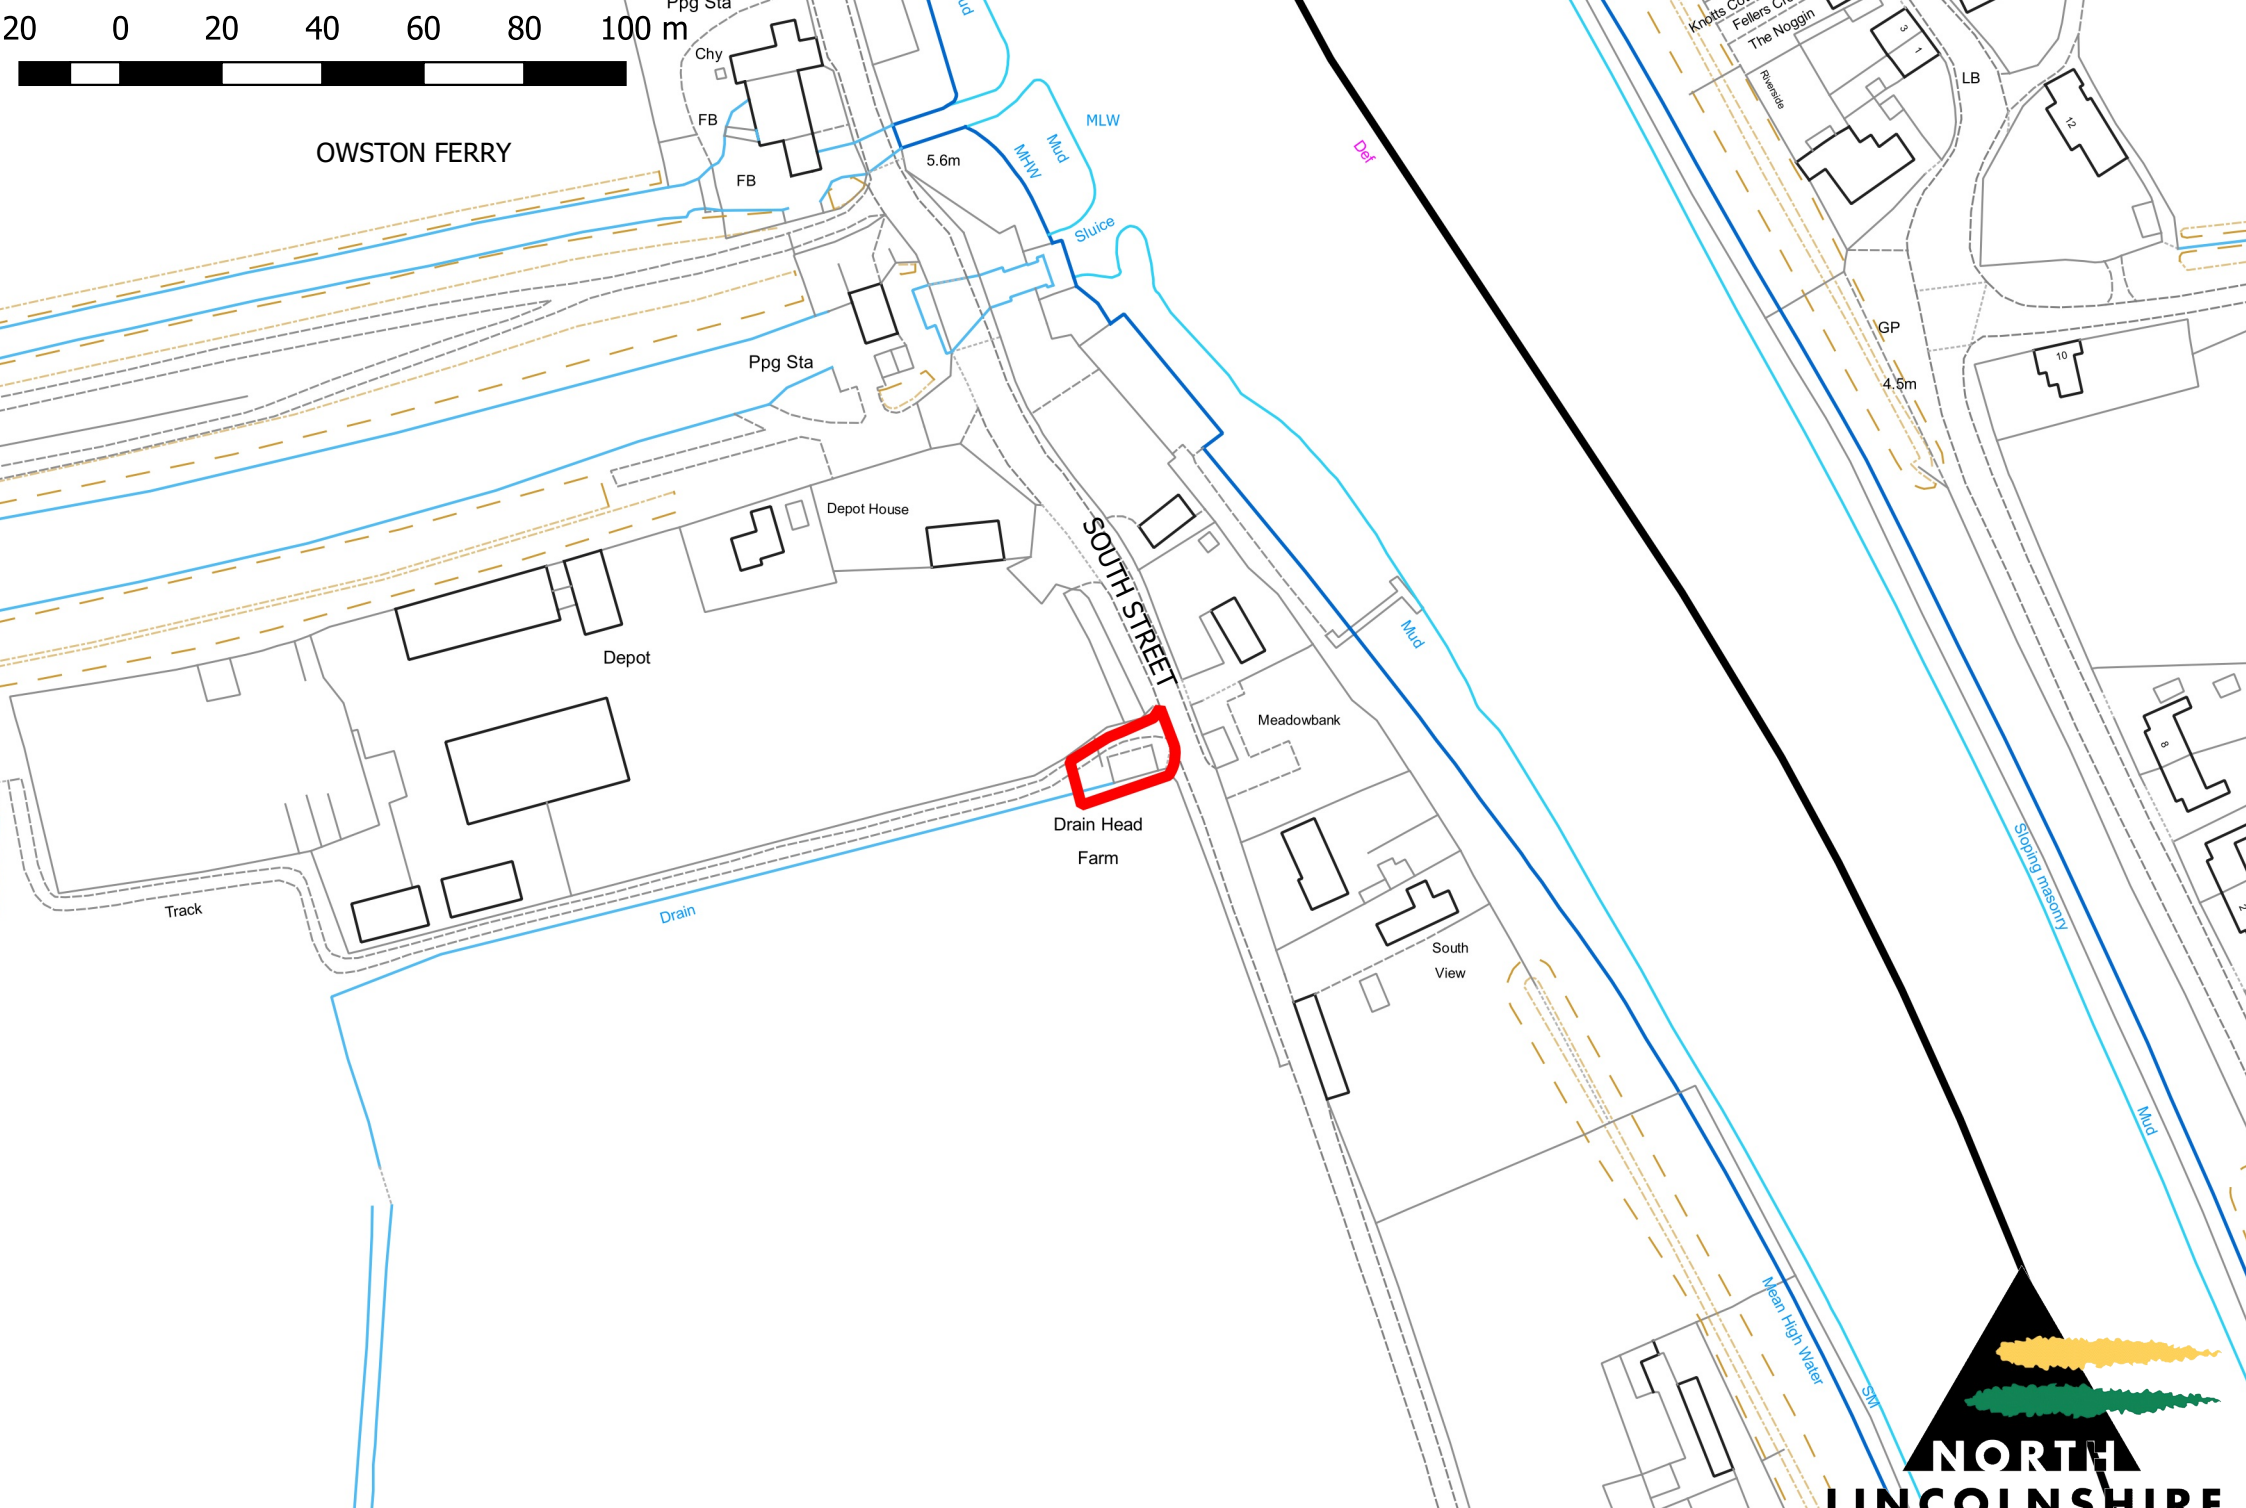 Ppg Sta
20 0 20 40 60 80 100 m
Chy
FB
OWSTON FERRY
FB
5.6m
MHW
Mud
MLW
Sluice
Def
Fellers
The Noggin
Riverside
3
1
LB
12
GP
4.5m
10
Ppg Sta
Depot House
SOUTH STREET
Mud
Depot
Meadowbank
8
Drain Head
Farm
Track
Drain
South
View
Sloping masonry
Mud
Mean High Water
SM
NORTH
LINCOLNSHIRE